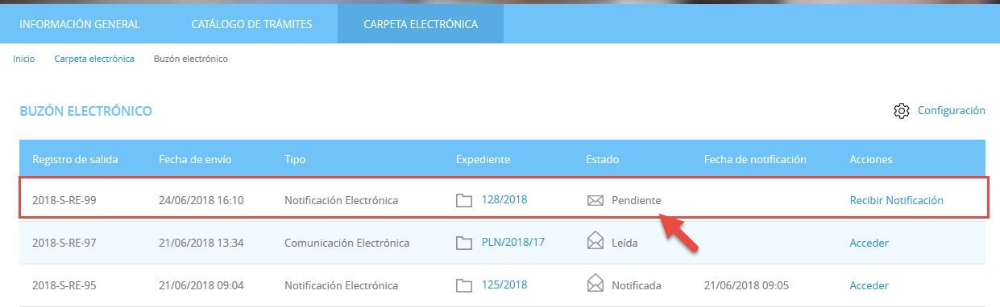 INFORMACIÓN GENERAL CATÁLOGO DE TRÁMITES CARPETA ELECTRÓNICA
Inicio Carpeta electrónica Buzón electrónico
BUZÓN ELECTRÓNICO Configuración
Registro de salida Fecha de envío Tipo Expediente Estado Fecha de notificación Acciones
2018-S-RE-99 24/06/2018 16:10 Notificación Electrónica 128/2018 Pendiente Recibir Notificación
2018-S-RE-97 21/06/2018 13:34 Comunicación Electrónica PLN/2018/17 Leída Acceder
2018-S-RE-95 21/06/2018 09:04 Notificación Electrónica 125/2018 Notificada 21/06/2018 09:05 Acceder